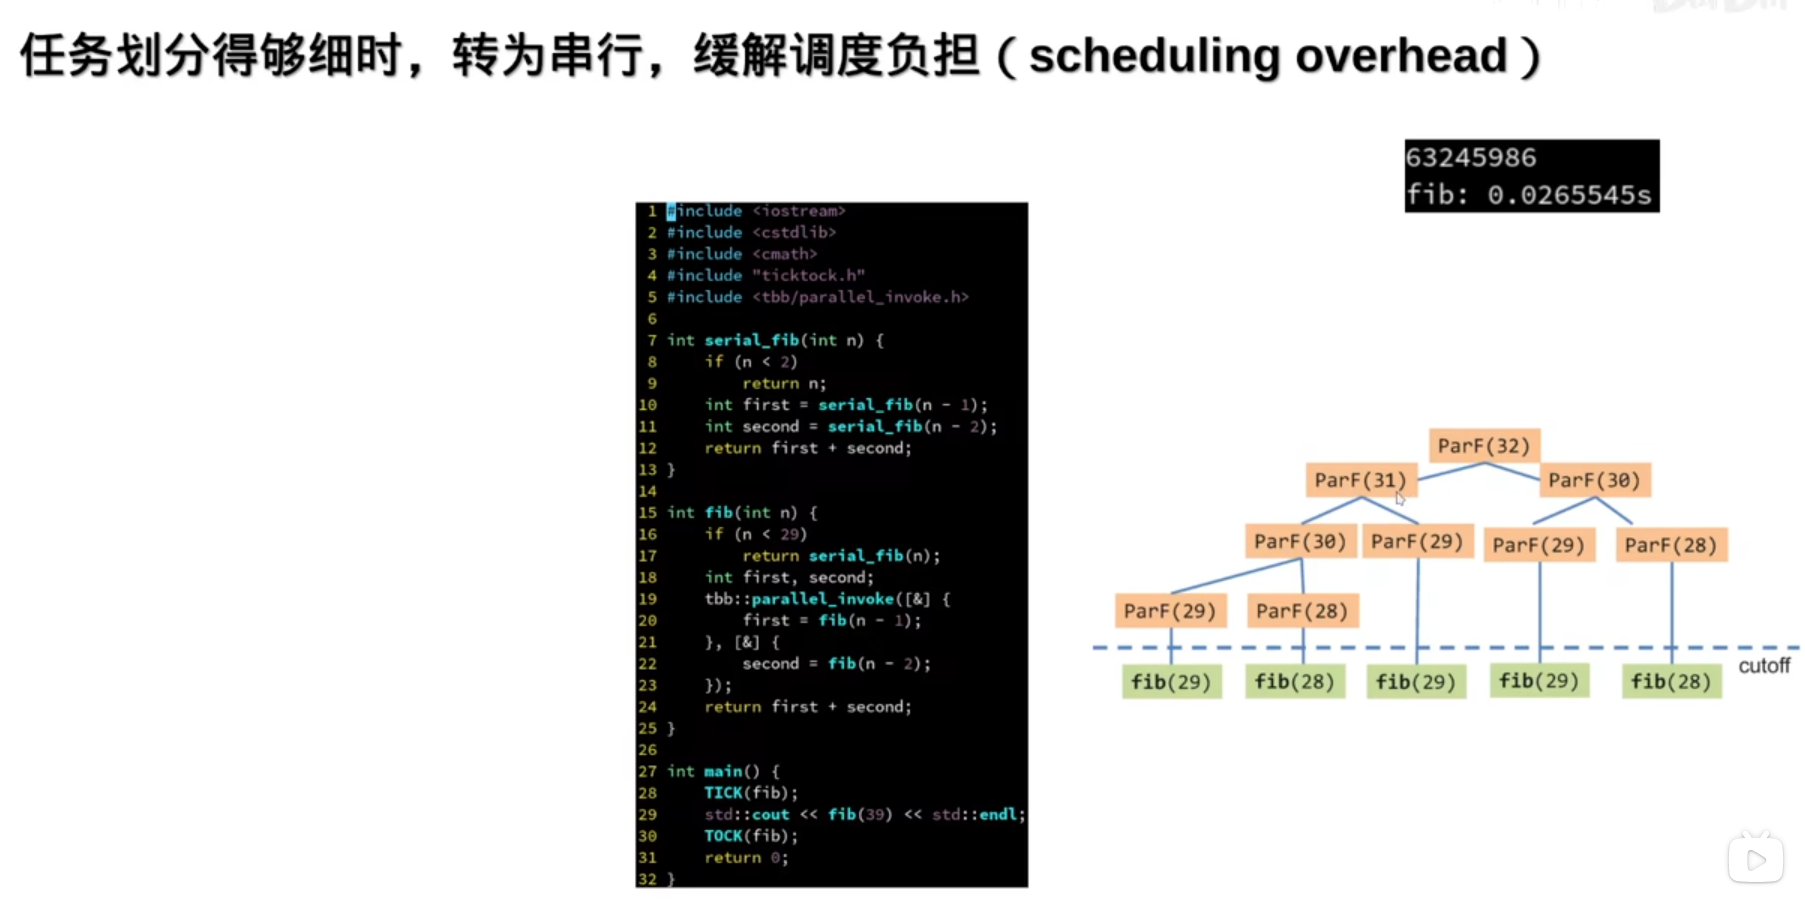 任务划分得够细时，转为串行，缓解调度负担（scheduling overhead）
63245986
fib: 0.0265545s
1 #include <iostream>
2 #include <cstdlib>
3 #include <cmath>
4 #include "ticktock.h"
5 #include <tbb/parallel_invoke.h>
6
7 int serial_fib(int n) {
8     if (n < 2)
9         return n;
10     int first = serial_fib(n - 1);
11     int second = serial_fib(n - 2);
12     return first + second;
13 }
14
15 int fib(int n) {
16     if (n < 29)
17         return serial_fib(n);
18     int first, second;
19     tbb::parallel_invoke([&] {
20         first = fib(n - 1);
21     }, [&] {
22         second = fib(n - 2);
23     });
24     return first + second;
25 }
26
27 int main() {
28     TICK(fib);
29     std::cout << fib(39) << std::endl;
30     TOCK(fib);
31     return 0;
32 }
ParF(32)
ParF(31) ParF(30)
ParF(30) ParF(29) ParF(29) ParF(28)
ParF(29) ParF(28)
cutoff
fib(29) fib(28) fib(29) fib(29) fib(28)